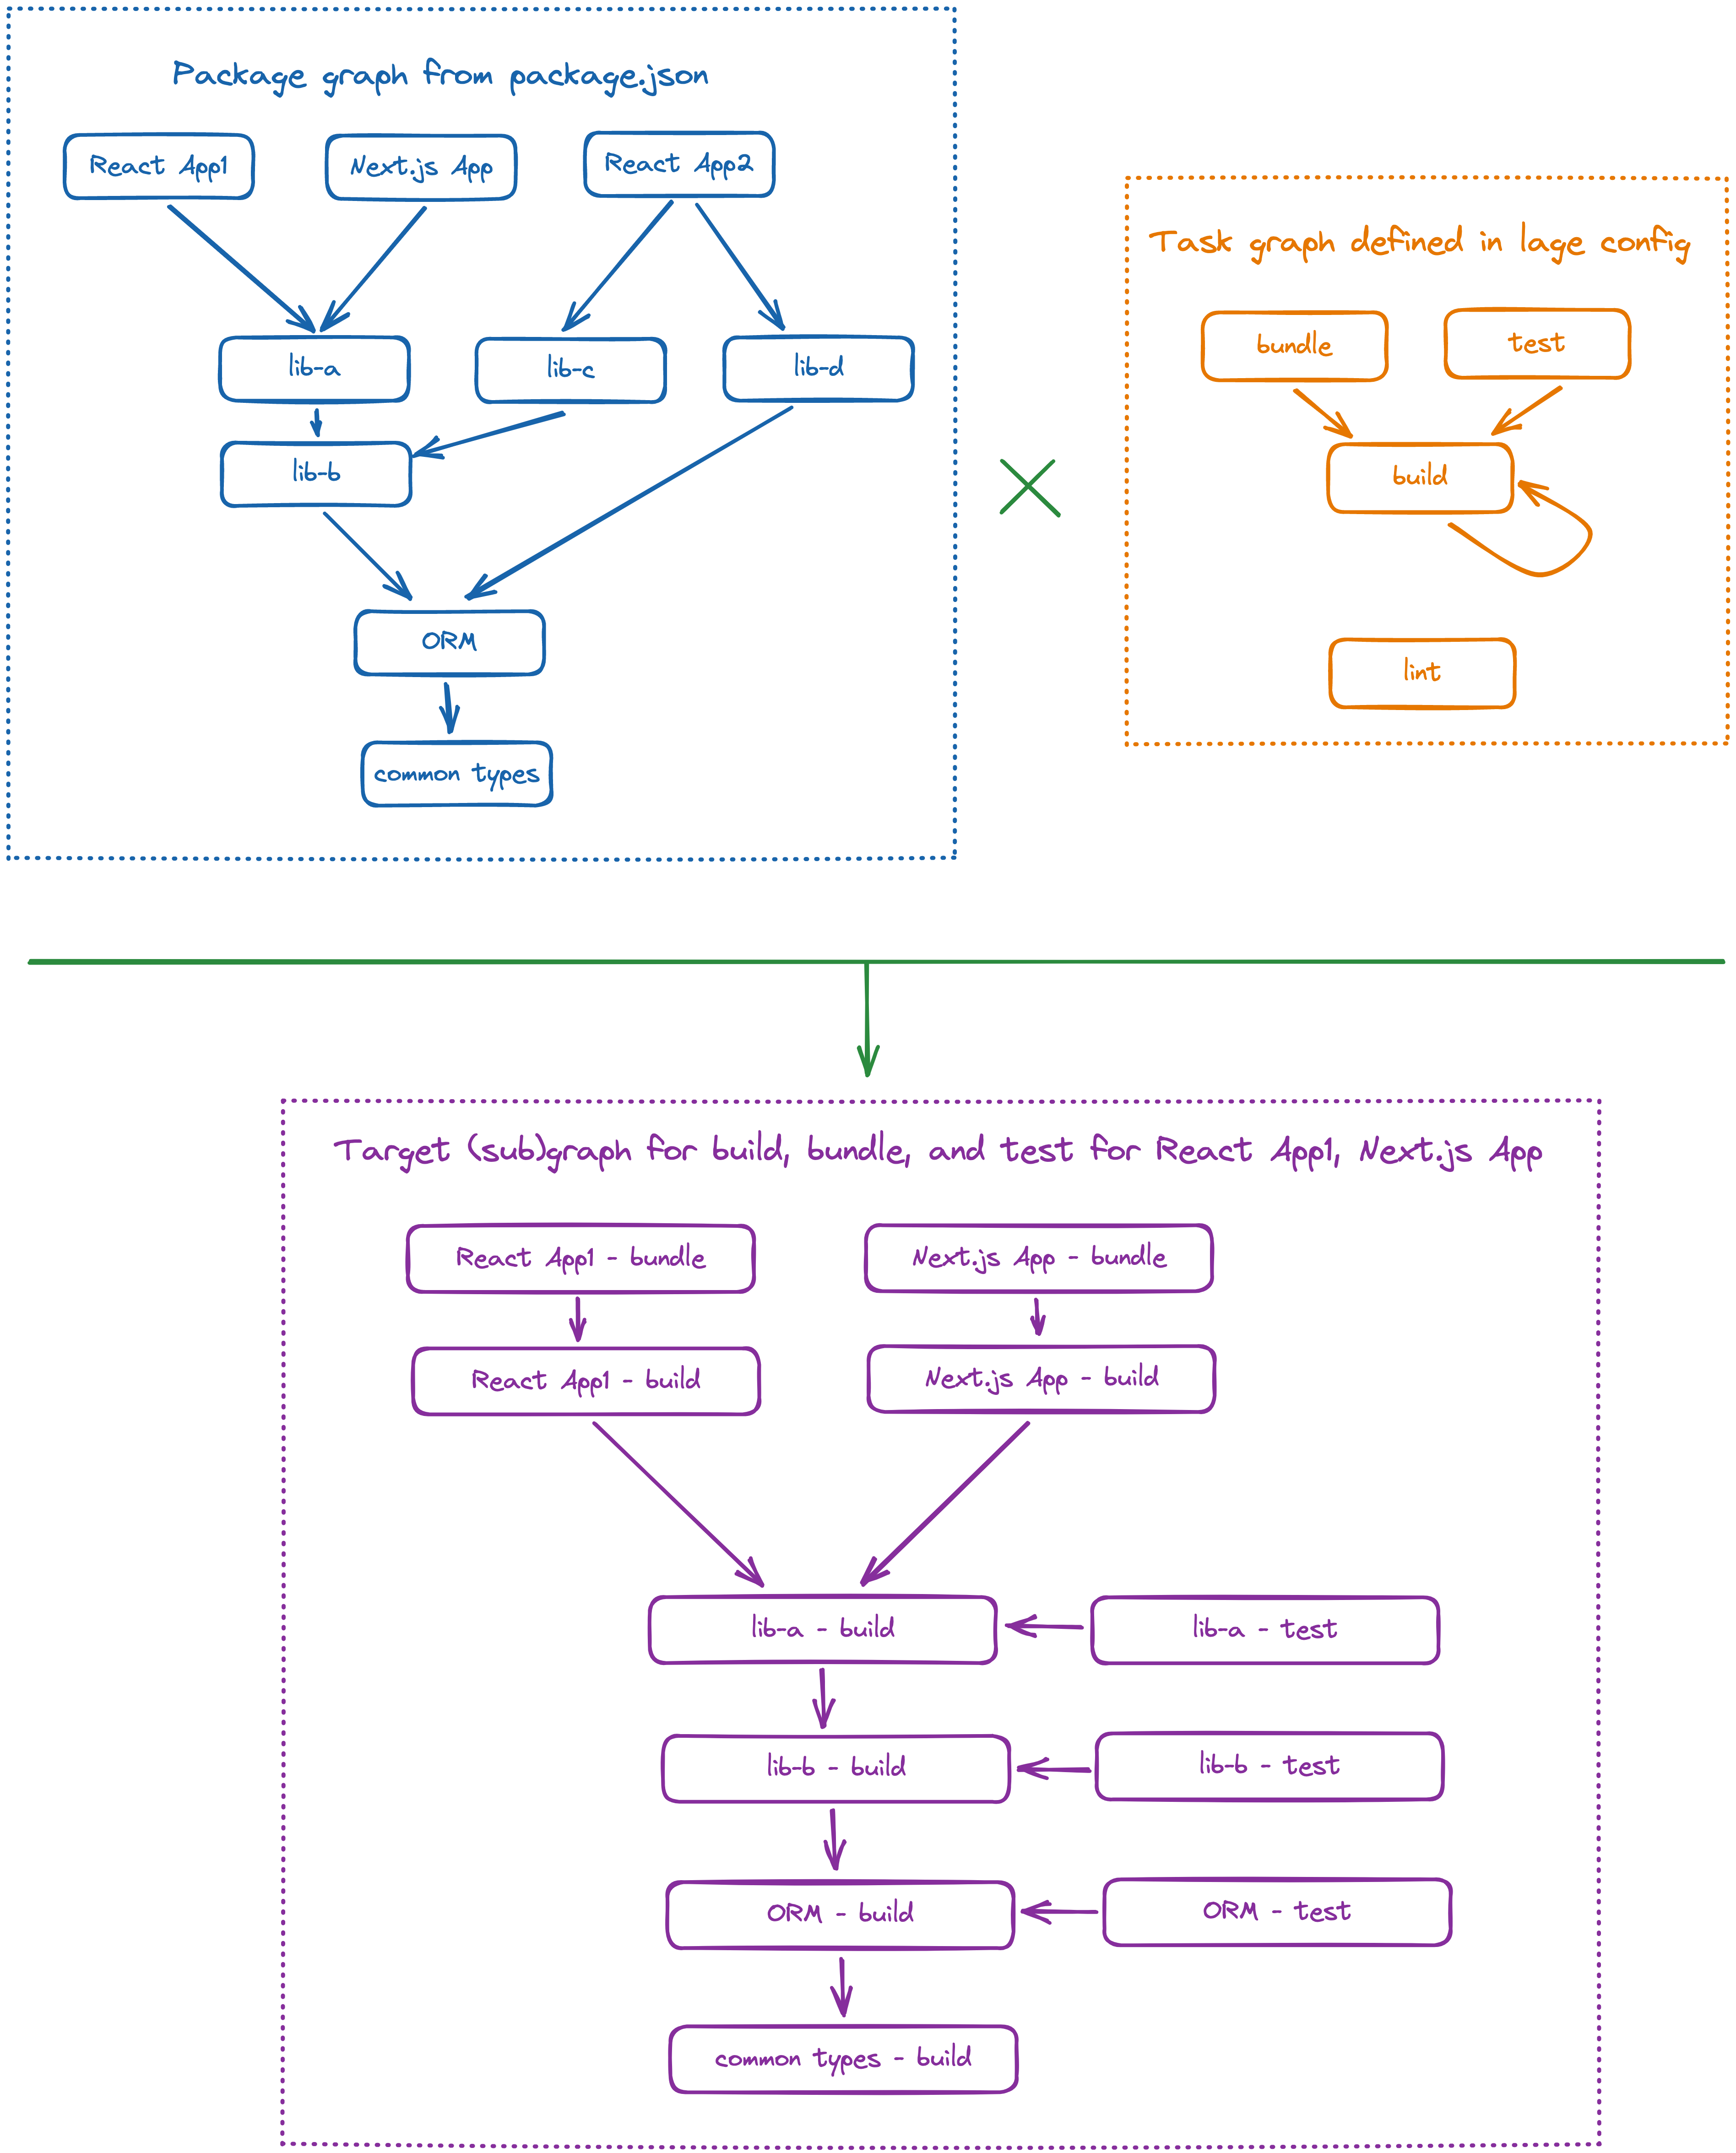 Package graph from package.json
React App1
Next.js App
React App2
lib-a
lib-c
lib-d
lib-b
ORM
common types
Task graph defined in lage config
bundle
test
build
lint
Target (sub)graph for build, bundle, and test for React App1, Next.js App
React App1 - bundle
Next.js App - bundle
React App1 - build
Next.js App - build
lib-a - build
lib-a - test
lib-b - build
lib-b - test
ORM - build
ORM - test
common types - build